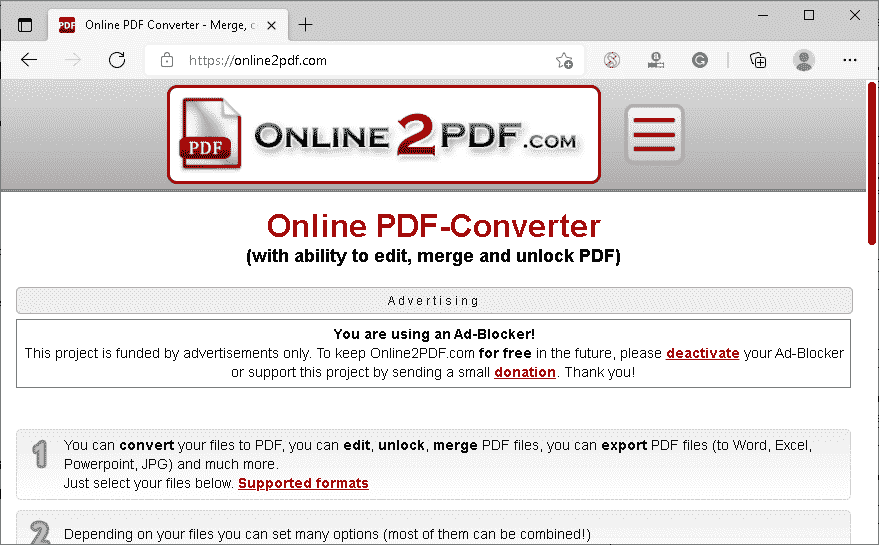 Online PDF Converter - Merge, c
https://online2pdf.com
PDF ONLINE2PDF.COM
Online PDF-Converter
(with ability to edit, merge and unlock PDF)
Advertising
You are using an Ad-Blocker!
This project is funded by advertisements only. To keep Online2PDF.com for free in the future, please deactivate your Ad-Blocker
or support this project by sending a small donation. Thank you!
1 You can convert your files to PDF, you can edit, unlock, merge PDF files, you can export PDF files (to Word, Excel,
Powerpoint, JPG) and much more.
Just select your files below. Supported formats
2 Depending on your files you can set many options (most of them can be combined!)